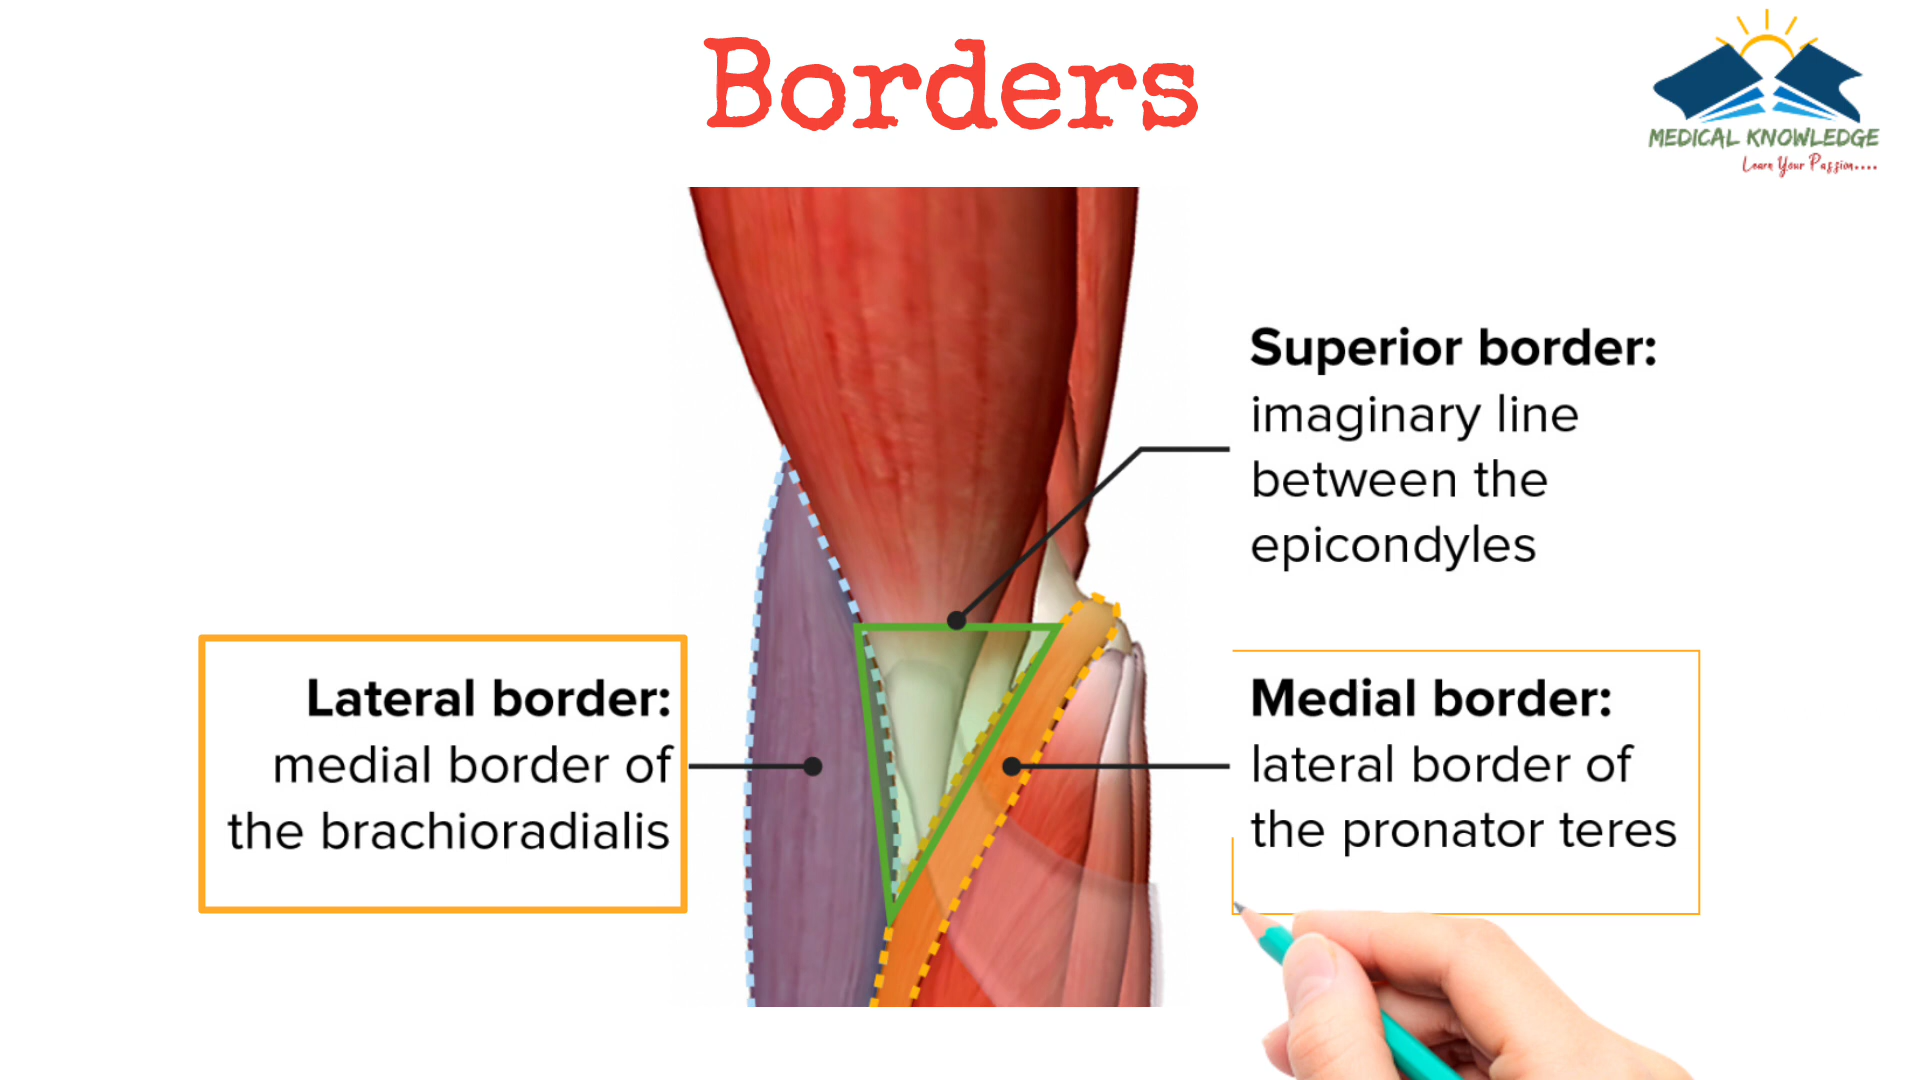 Borders
MEDICAL KNOWLEDGE
Learn Your Passion....
Superior border:
imaginary line
between the
epicondyles
Lateral border:
medial border of
the brachioradialis
Medial border:
lateral border of
the pronator teres